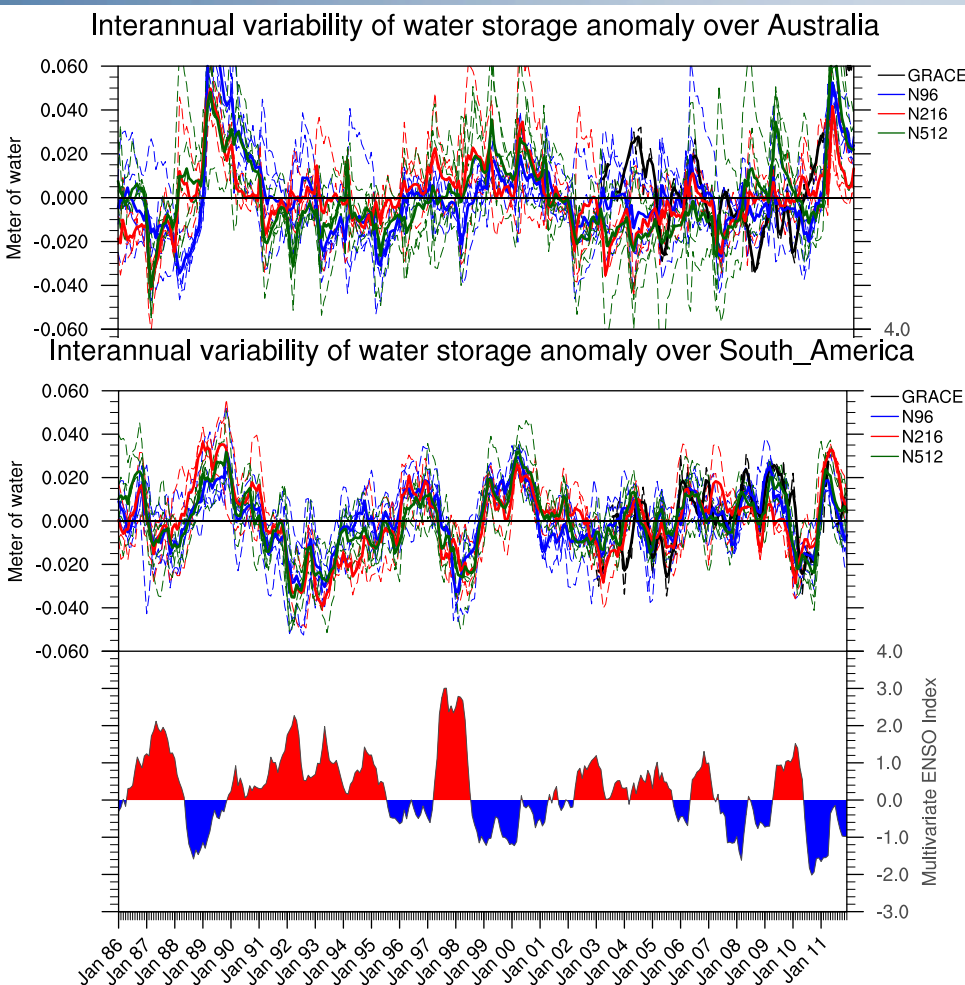 Interannual variability of water storage anomaly over Australia
0.060
0.040
0.020
0.000
-0.020
-0.040
-0.060
Meter of water
GRACE
N96
N216
N512
4.0
Interannual variability of water storage anomaly over South_America
0.060
0.040
0.020
0.000
-0.020
-0.040
-0.060
Meter of water
GRACE
N96
N216
N512
4.0
3.0
2.0
1.0
0.0
-1.0
-2.0
-3.0
Multivariate ENSO Index
Jan 86
Jan 87
Jan 88
Jan 89
Jan 90
Jan 91
Jan 92
Jan 93
Jan 94
Jan 95
Jan 96
Jan 97
Jan 98
Jan 99
Jan 00
Jan 01
Jan 02
Jan 03
Jan 04
Jan 05
Jan 06
Jan 07
Jan 08
Jan 09
Jan 10
Jan 11